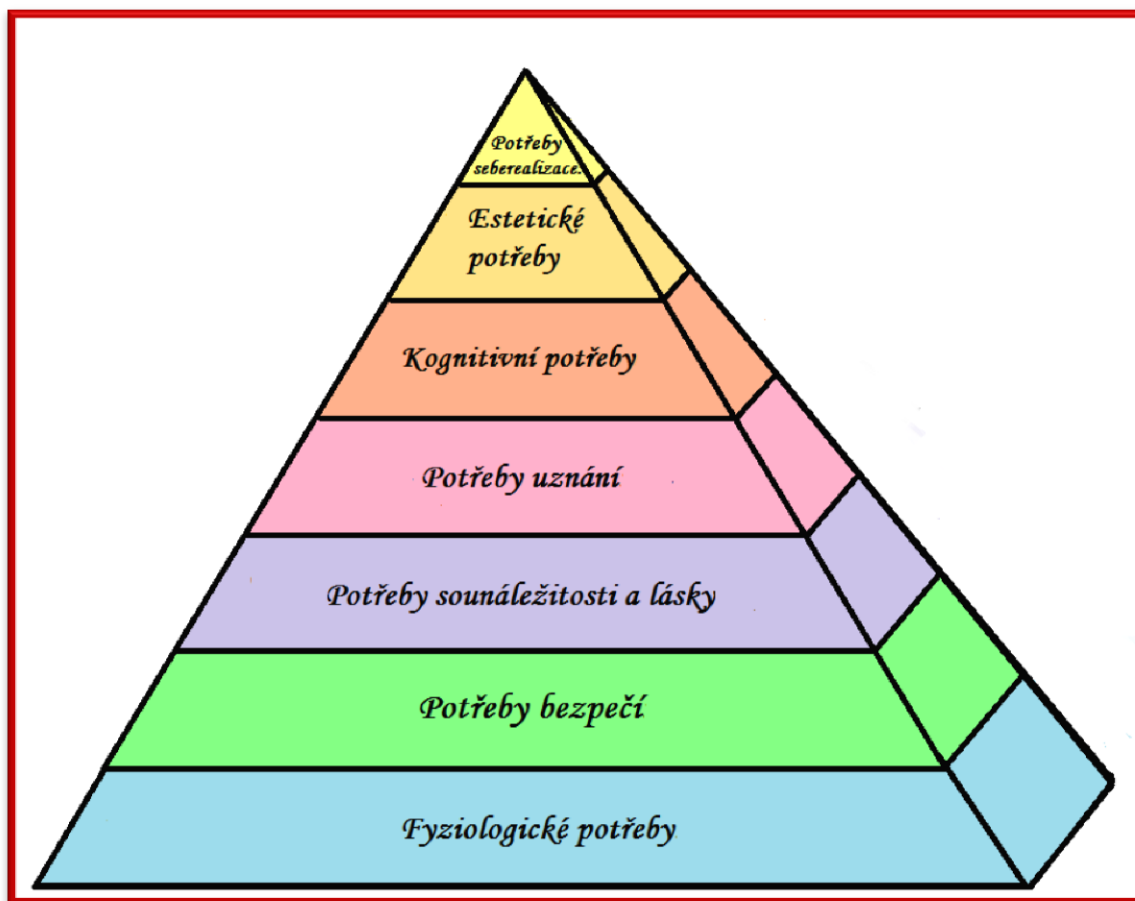 Potřeby
seberealizace.
Estetické
potřeby
Kognitivní potřeby
Potřeby uznání
Potřeby sounáležitosti a lásky
Potřeby bezpečí
Fyziologické potřeby